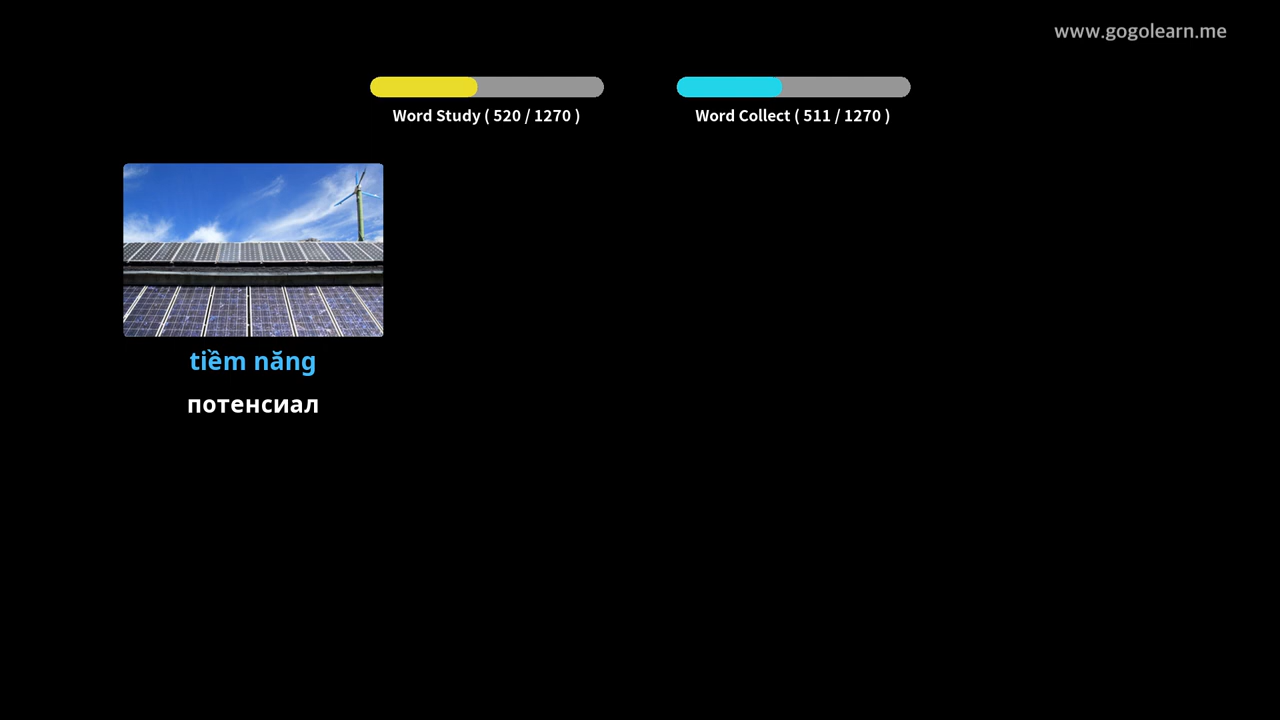 www.gogolearn.me
Word Study ( 520 / 1270 )
Word Collect ( 511 / 1270 )
tiềm năng
потенсиал